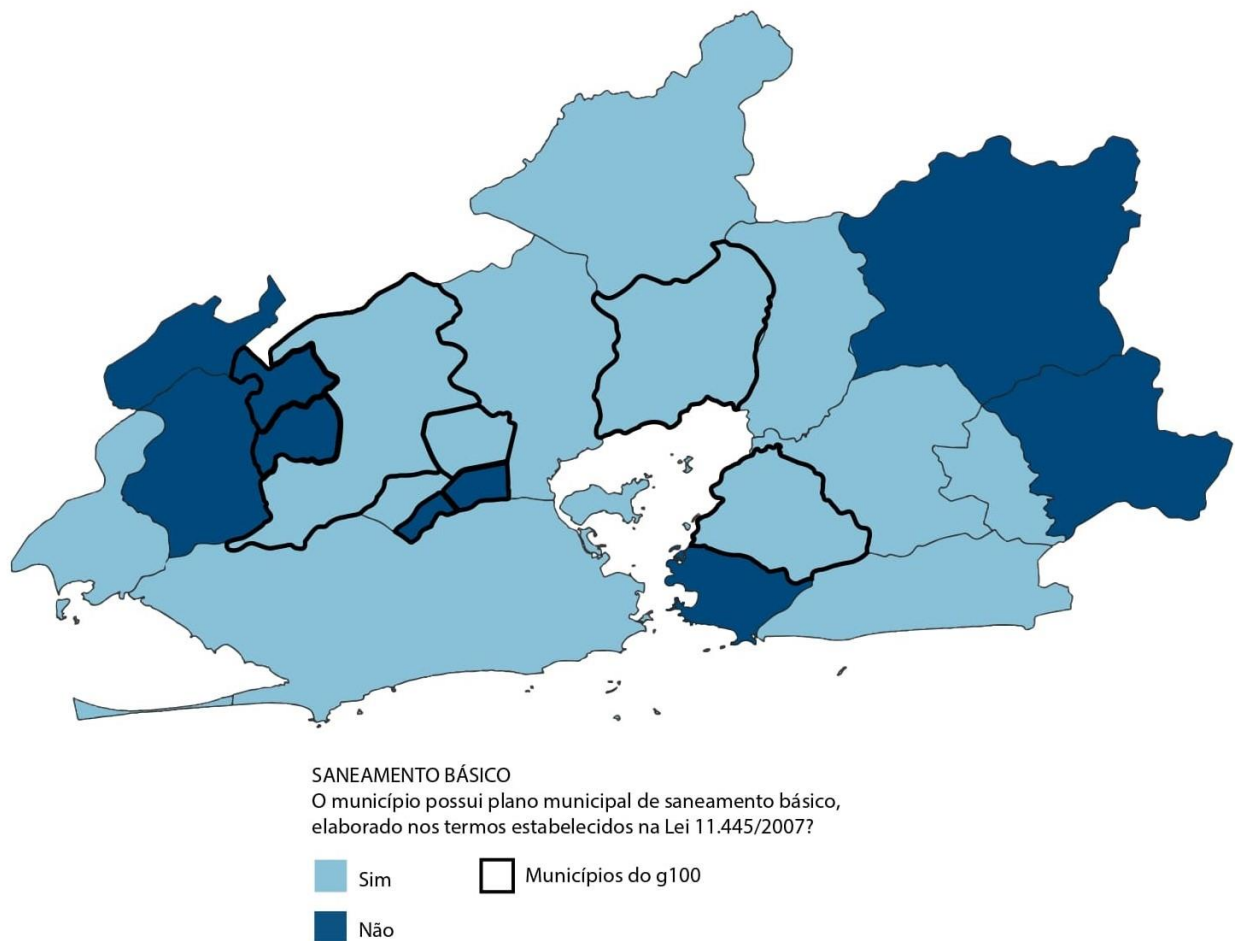 SANEAMENTO BÁSICO
O município possui plano municipal de saneamento básico,
elaborado nos termos estabelecidos na Lei 11.445/2007?
Sim
Municípios do g100
Não